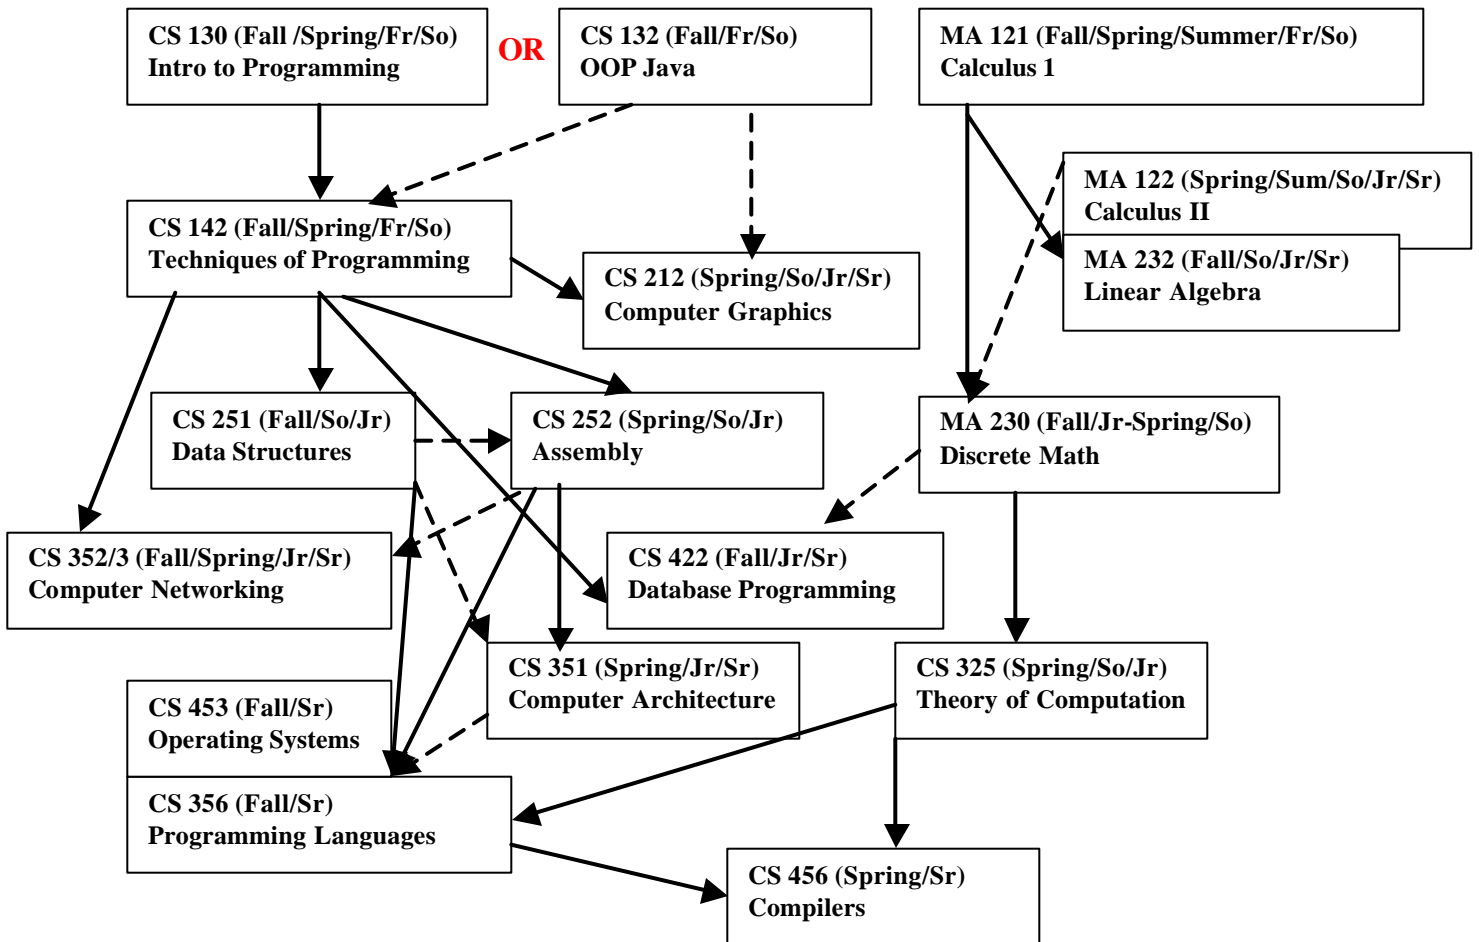 CS 130 (Fall /Spring/Fr/So)
Intro to Programming
OR
CS 132 (Fall/Fr/So)
OOP Java
MA 121 (Fall/Spring/Summer/Fr/So)
Calculus 1
MA 122 (Spring/Sum/So/Jr/Sr)
Calculus II
CS 142 (Fall/Spring/Fr/So)
Techniques of Programming
MA 232 (Fall/So/Jr/Sr)
Linear Algebra
CS 212 (Spring/So/Jr/Sr)
Computer Graphics
CS 251 (Fall/So/Jr)
Data Structures
CS 252 (Spring/So/Jr)
Assembly
MA 230 (Fall/Jr-Spring/So)
Discrete Math
CS 352/3 (Fall/Spring/Jr/Sr)
Computer Networking
CS 422 (Fall/Jr/Sr)
Database Programming
CS 351 (Spring/Jr/Sr)
Computer Architecture
CS 325 (Spring/So/Jr)
Theory of Computation
CS 453 (Fall/Sr)
Operating Systems
CS 356 (Fall/Sr)
Programming Languages
CS 456 (Spring/Sr)
Compilers